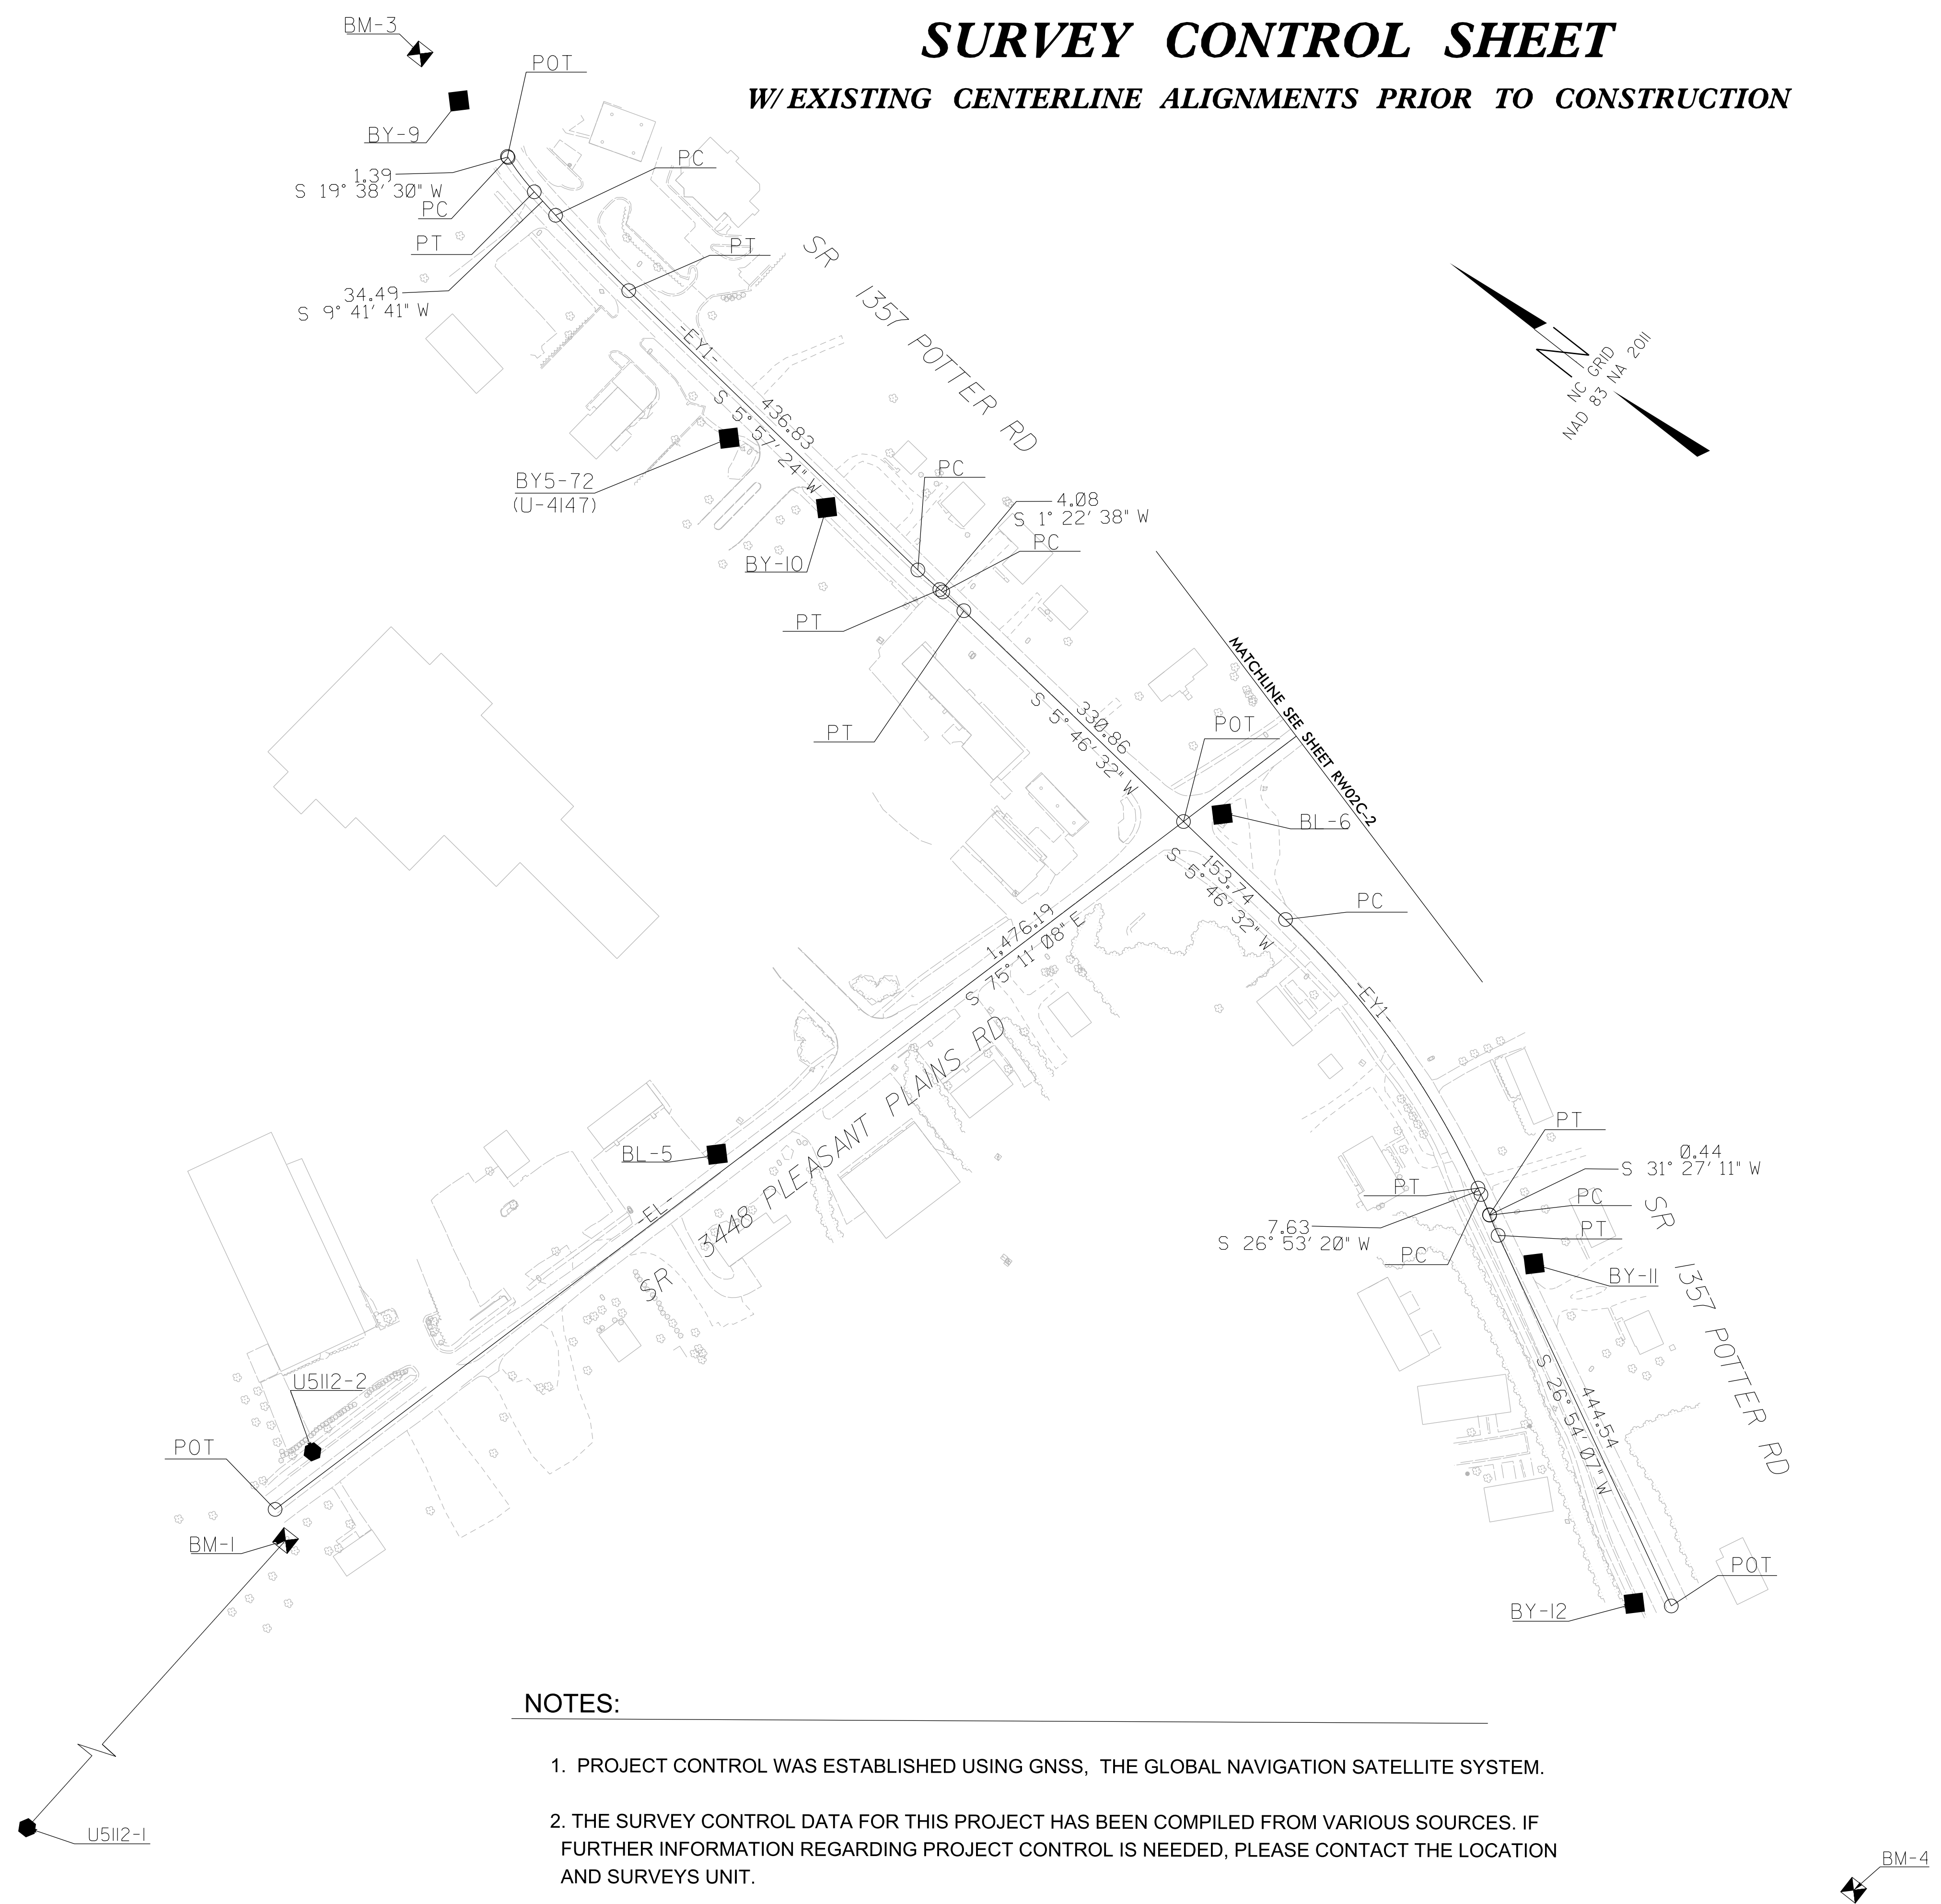 SURVEY CONTROL SHEET
W/ EXISTING CENTERLINE ALIGNMENTS PRIOR TO CONSTRUCTION
BM-3
POT
BY-9
1.39
S 19° 38' 30" W
PC
PC
PT
PT
34.49
S 9° 41' 41" W
SR 1357 POTTER RD
-EY1-
436.83
S 5° 57' 24" W
NC GRID
NAD 83 NA 2011
BY5-72
(U-4147)
BY-10
PC
4.08
S 1° 22' 38" W
PC
PT
PT
330.86
S 5° 46' 32" W
MATCHLINE SEE SHEET RW02C-2
POT
BL-6
153.74
S 5° 46' 32" W
PC
-EY1-
1,476.19
S 75° 11' 08" E
BL-5
-EL-
SR 3448 PLEASANT PLAINS RD
PT
0.44
S 31° 27' 11" W
PT
PC
7.63
S 26° 53' 20" W
PC
PT
BY-11
SR 1357 POTTER RD
444.54
S 26° 54' 07" W
U5112-2
POT
BM-1
POT
BY-12
NOTES:
1. PROJECT CONTROL WAS ESTABLISHED USING GNSS, THE GLOBAL NAVIGATION SATELLITE SYSTEM.
2. THE SURVEY CONTROL DATA FOR THIS PROJECT HAS BEEN COMPILED FROM VARIOUS SOURCES. IF
FURTHER INFORMATION REGARDING PROJECT CONTROL IS NEEDED, PLEASE CONTACT THE LOCATION
AND SURVEYS UNIT.
U5112-1
BM-4